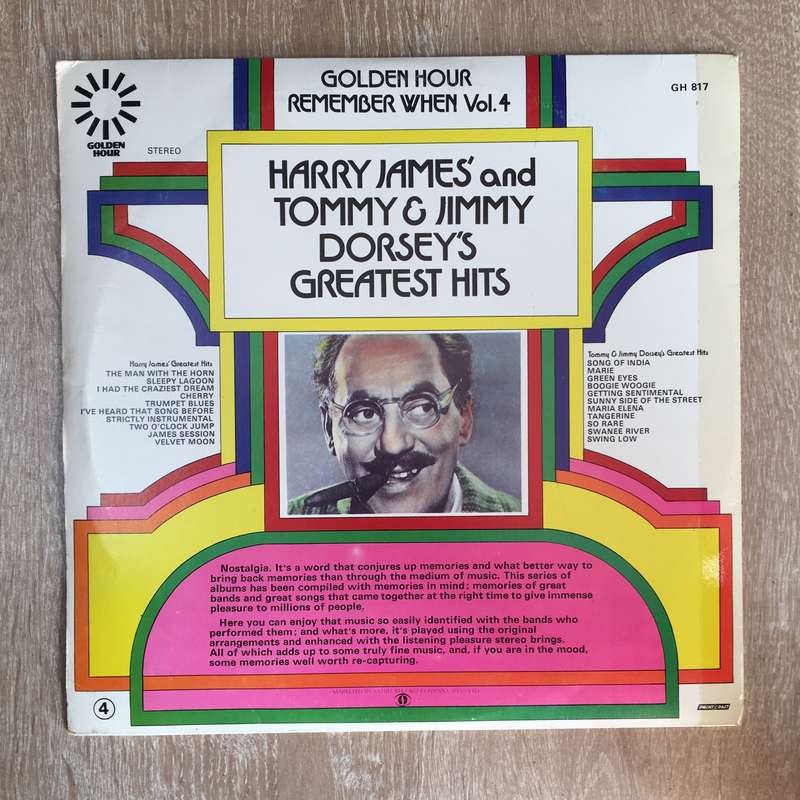 GOLDEN HOUR
REMEMBER WHEN Vol. 4
GH 817
GOLDEN
HOUR
STEREO
HARRY JAMES' and
TOMMY & JIMMY
DORSEY'S
GREATEST HITS
Harry James' Greatest Hits
THE MAN WITH THE HORN
SLEEPY LAGOON
I HAD THE CRAZIEST DREAM
CHERRY
TRUMPET BLUES
I'VE HEARD THAT SONG BEFORE
STRICTLY INSTRUMENTAL
TWO O'CLOCK JUMP
JAMES SESSION
VELVET MOON
Tommy & Jimmy Dorsey's Greatest Hits
SONG OF INDIA
MARIE
GREEN EYES
BOOGIE WOOGIE
GETTING SENTIMENTAL
SUNNY SIDE OF THE STREET
MARIA ELENA
TANGERINE
SO RARE
SWANEE RIVER
SWING LOW
Nostalgia. It's a word that conjures up memories and what better way to
bring back memories than through the medium of music. This series of
albums has been compiled with memories in mind; memories of great
bands and great songs that came together at the right time to give immense
pleasure to millions of people.
Here you can enjoy that music so easily identified with the bands who
performed them; and what's more, it's played using the original
arrangements and enhanced with the listening pleasure stereo brings.
All of which adds up to some truly fine music, and, if you are in the mood,
some memories well worth re-capturing.
MARKETED BY RECORD COMPANY
4